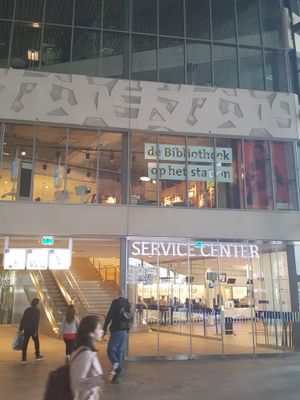 de Bibliotheek
op het station
SERVICE CENTER